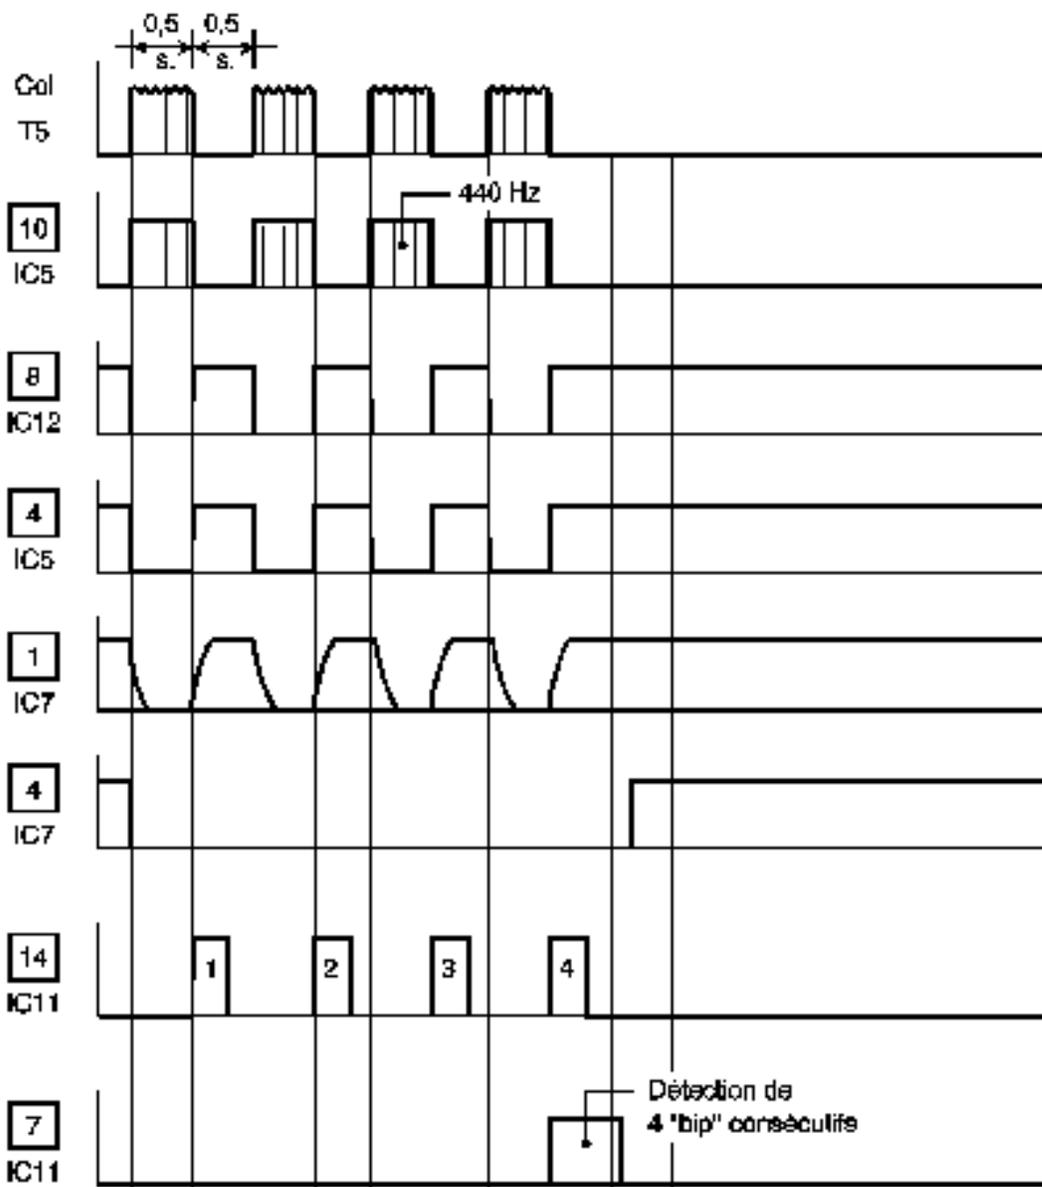 0,5 0,5
s. s.
Col
T5
440 Hz
10
IC5
8
IC12
4
IC5
1
IC7
4
IC7
14
IC11
1 2 3 4
Détection de
4 "bip" consécutifs
7
IC11